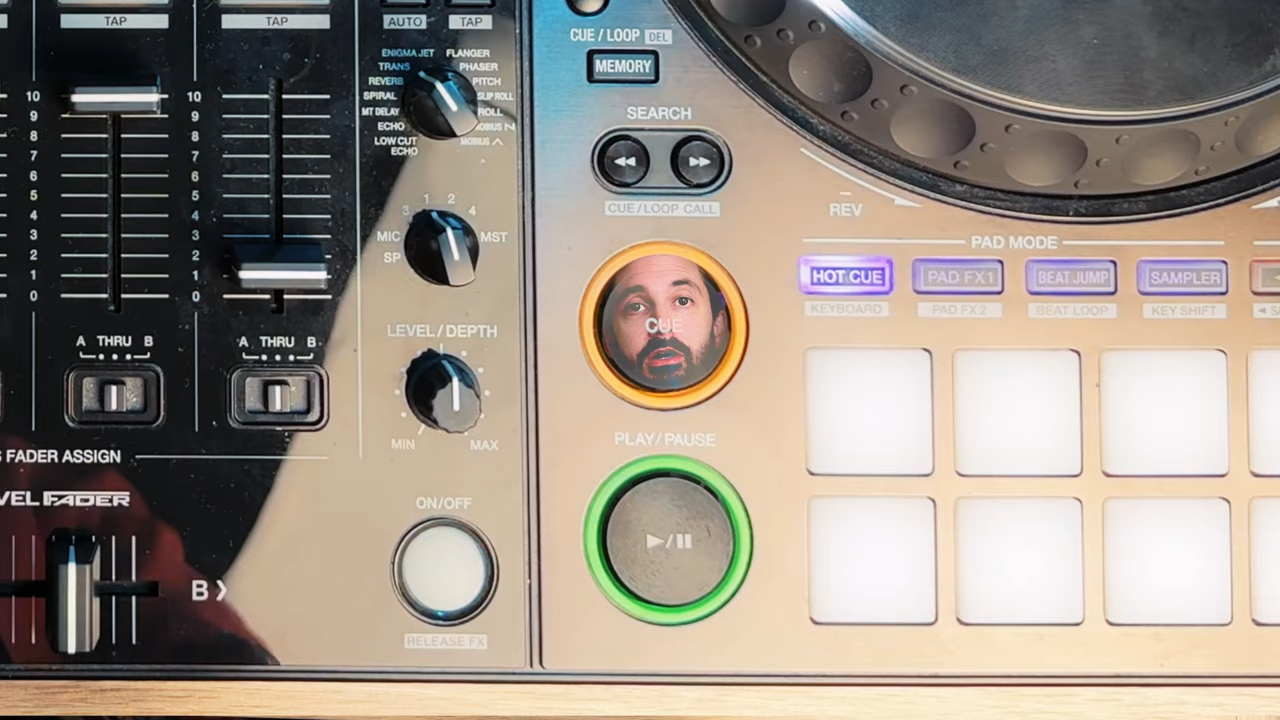 TAP
TAP
AUTO
TAP
ENIGMA JET
FLANGER
TRANS
PHASER
REVERB
PITCH
SPIRAL
SLIP ROLL
MT DELAY
ROLL
ECHO
MOBIUS
LOW CUT
ECHO
MOBIUS
10
9
8
7
6
5
4
3
2
1
0
10
9
8
7
6
5
4
3
2
1
0
1 2
3 4
MIC
MST
SP
A THRU B
A THRU B
LEVEL/DEPTH
MIN
MAX
FADER ASSIGN
FADER
B
ON/OFF
RELEASE FX
CUE/LOOP DEL
MEMORY
SEARCH
CUE/LOOP CALL
CUE
PLAY/PAUSE
REV
PAD MODE
HOT CUE
PAD FX1
BEAT JUMP
SAMPLER
KEYBOARD
PAD FX2
BEAT LOOP
KEY SHIFT